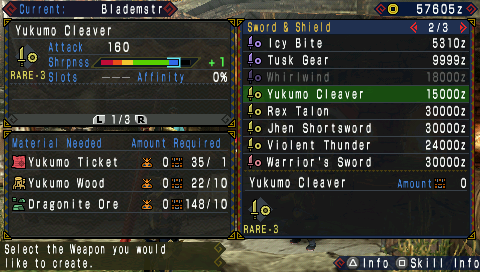 Current: Blademstr
57605z
Yukumo Cleaver
Attack 160
Shrpnss +1
RARE-3 Slots --- Affinity 0%
L 1/3 R
Material Needed Amount Required
Yukumo Ticket 0 35/ 1
Yukumo Wood 0 22/10
Dragonite Ore 0 148/10
Sword & Shield 2/3
Icy Bite 5310z
Tusk Gear 9999z
Whirlwind 18000z
Yukumo Cleaver 15000z
Rex Talon 30000z
Jhen Shortsword 30000z
Violent Thunder 24000z
Warrior's Sword 30000z
Yukumo Cleaver Amount 0
RARE-3
Select the Weapon you would
like to create.
Info Skill Info